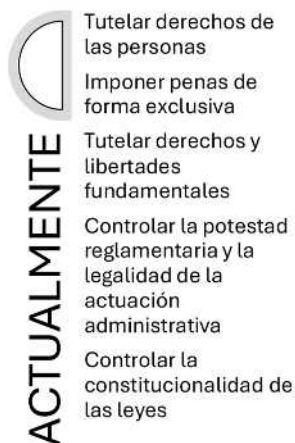 Tutelar derechos de
las personas
Imponer penas de
forma exclusiva
Tutelar derechos y
libertades
fundamentales
Controlar la potestad
reglamentaria y la
legalidad de la
actuación
administrativa
Controlar la
constitucionalidad de
las leyes
ACTUALMENTE